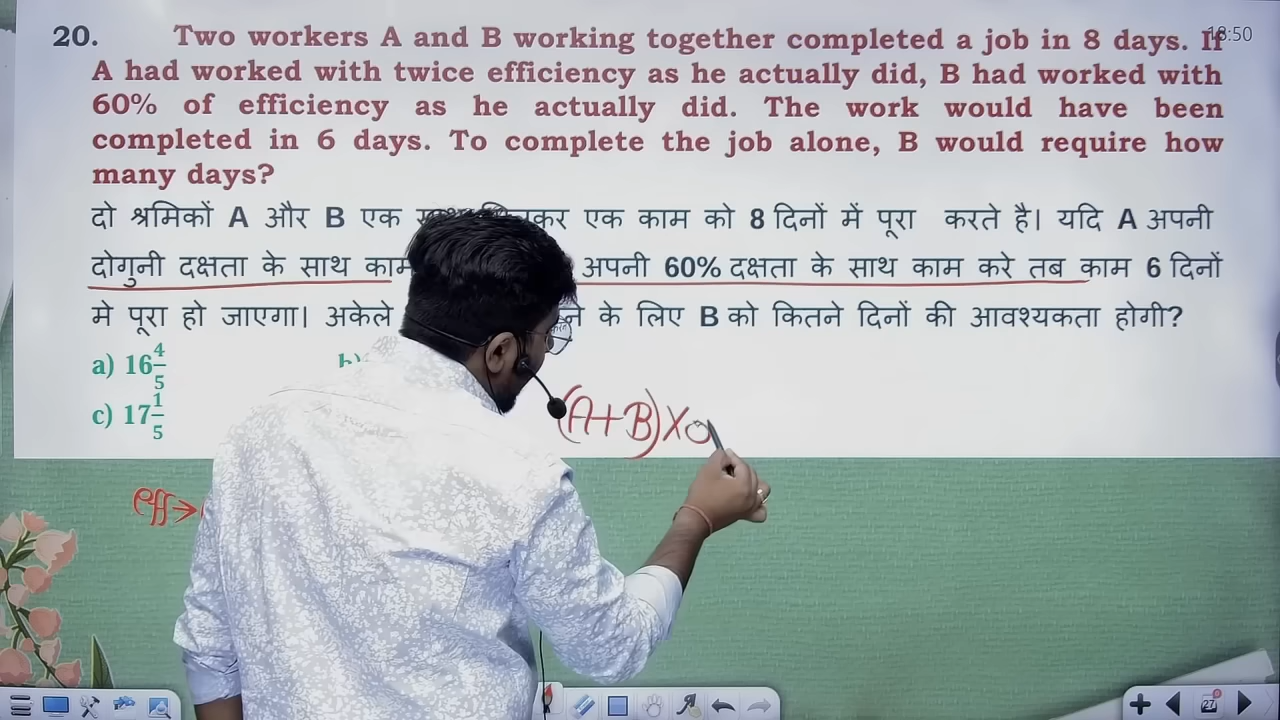 18:50
20. Two workers A and B working together completed a job in 8 days. If
A had worked with twice efficiency as he actually did, B had worked with
60% of efficiency as he actually did. The work would have been
completed in 6 days. To complete the job alone, B would require how
many days?
दो श्रमिकों A और B एक कर एक काम को 8 दिनों में पूरा करते है। यदि A अपनी
दोगुनी दक्षता के साथ काम अपनी 60% दक्षता के साथ काम करे तब काम 6 दिनों
मे पूरा हो जाएगा। अकेले के लिए B को कितने दिनों की आवश्यकता होगी?
a) 16 4/5
c) 17 1/5
(A+B)×
eff→
27